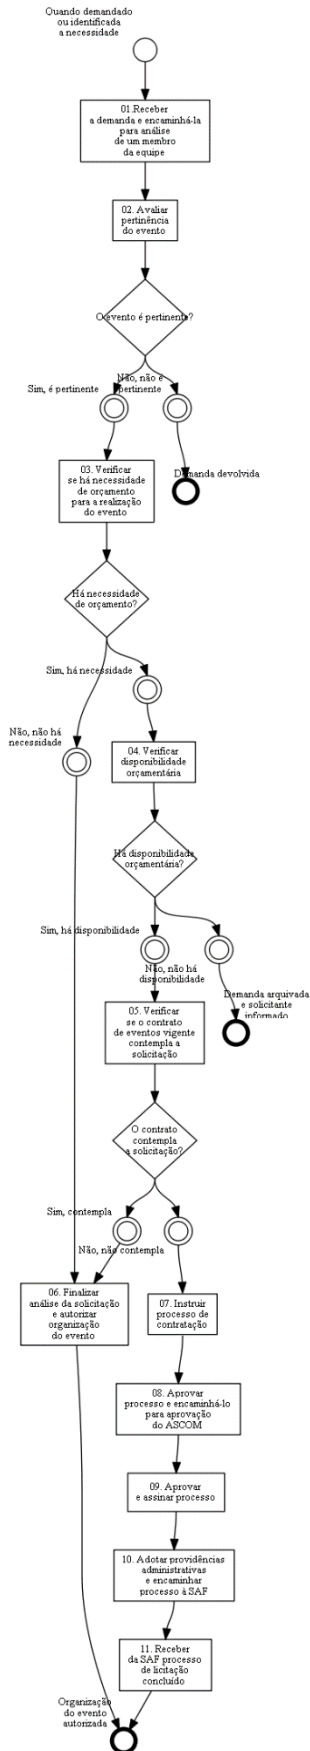 Quando demandado
ou identificada
a necessidade
01.Receber
a demanda e encaminhá-la
para análise
de um membro
da equipe
02. Avaliar
pertinência
do evento
O evento é pertinente?
Sim, é pertinente
Não, não é
pertinente
Demanda devolvida
03. Verificar
se há necessidade
de orçamento
para a realização
do evento
Há necessidade
de orçamento?
Sim, há necessidade
Não, não há
necessidade
04. Verificar
disponibilidade
orçamentária
Há disponibilidade
orçamentária?
Sim, há disponibilidade
Não, não há
disponibilidade
Demanda arquivada
e solicitante
informado
05. Verificar
se o contrato
de eventos vigente
contempla a
solicitação
O contrato
contempla
a solicitação?
Sim, contempla
Não, não contempla
06. Finalizar
análise da solicitação
e autorizar
organização
do evento
07. Instruir
processo de
contratação
08. Aprovar
processo e encaminhá-lo
para aprovação
do ASCOM
09. Aprovar
e assinar processo
10. Adotar providências
administrativas
e encaminhar
processo à SAF
11. Receber
da SAF processo
de licitação
concluído
Organização
do evento
autorizada